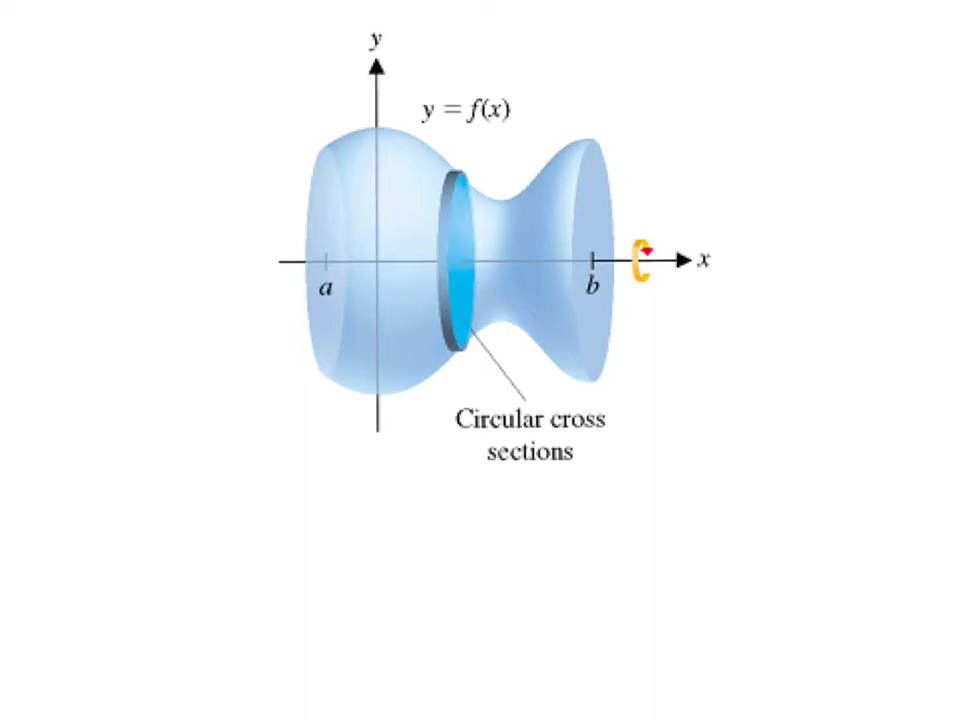 y
y = f(x)
x
a
b
Circular cross
sections